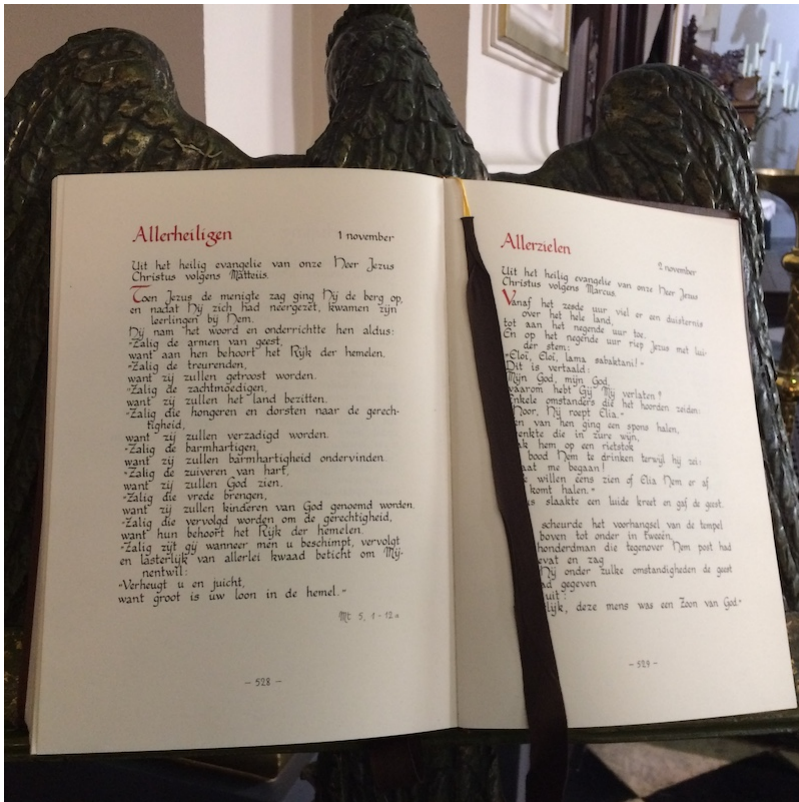 Allerheiligen 1 november
Uit het heilig evangelie van onze Heer Jezus
Christus volgens Matteüs.
Toen Jezus de menigte zag ging Hij de berg op,
en nadat Hij zich had neergezet, kwamen zijn
leerlingen bij Hem.
Hij nam het woord en onderrichtte hen aldus:
"Zalig de armen van geest,
want aan hen behoort het Rijk der hemelen.
"Zalig de treurenden,
want zij zullen getroost worden.
"Zalig de zachtmoedigen,
want zij zullen het land bezitten.
"Zalig die hongeren en dorsten naar de gerech-
tigheid,
want zij zullen verzadigd worden.
"Zalig de barmhartigen,
want zij zullen barmhartigheid ondervinden.
"Zalig de zuiveren van hart,
want zij zullen God zien.
"Zalig die vrede brengen,
want zij zullen kinderen van God genoemd worden.
"Zalig die vervolgd worden om de gerechtigheid,
want hun behoort het Rijk der hemelen.
"Zalig zijt gij wanneer men u beschimpt, vervolgt
en lasterlijk van allerlei kwaad beticht om Mij-
nentwil:
"Verheugt u en juicht,
want groot is uw loon in de hemel."
Mt 5, 1-12a
- 528 -
Allerzielen
2 november
Uit het heilig evangelie van onze Heer Jezus
Christus volgens Marcus.
Vanaf het zesde uur viel er een duisternis
over het hele land,
tot aan het negende uur toe.
En op het negende uur riep Jezus met lui-
der stem:
"Eloï, Eloï, lama sabaktani!"
Dit is vertaald:
Mijn God, mijn God,
waarom hebt Gij Mij verlaten?
Enkele omstanders die het hoorden zeiden:
Hoor, Hij roept Elia."
van hen ging een spons halen,
die in zure wijn,
hem op een rietstok
bood Hem te drinken terwijl hij zei:
me begaan!
willen eens zien of Elia Hem er af
komt halen."
slaakte een luide kreet en gaf de geest.
scheurde het voorhangsel van de tempel
boven tot onder in tweeën.
honderdman die tegenover Hem post had
en zag
Hij onder zulke omstandigheden de geest
gegeven
uit:
deze mens was een Zoon van God."
- 529 -